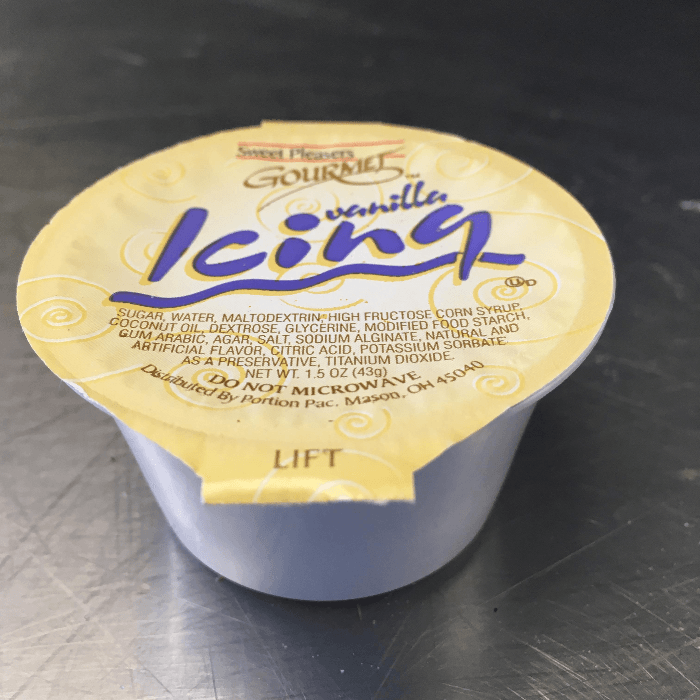 Sweet Pleasers
GOURMET™
vanilla
Icing
UD
SUGAR, WATER, MALTODEXTRIN, HIGH FRUCTOSE CORN SYRUP,
COCONUT OIL, DEXTROSE, GLYCERINE, MODIFIED FOOD STARCH,
GUM ARABIC, AGAR, SALT, SODIUM ALGINATE, NATURAL AND
ARTIFICIAL FLAVOR, CITRIC ACID, POTASSIUM SORBATE
AS A PRESERVATIVE, TITANIUM DIOXIDE.
NET WT. 1.5 OZ (43g)
DO NOT MICROWAVE
Distributed By Portion Pac, Mason, OH 45040
LIFT